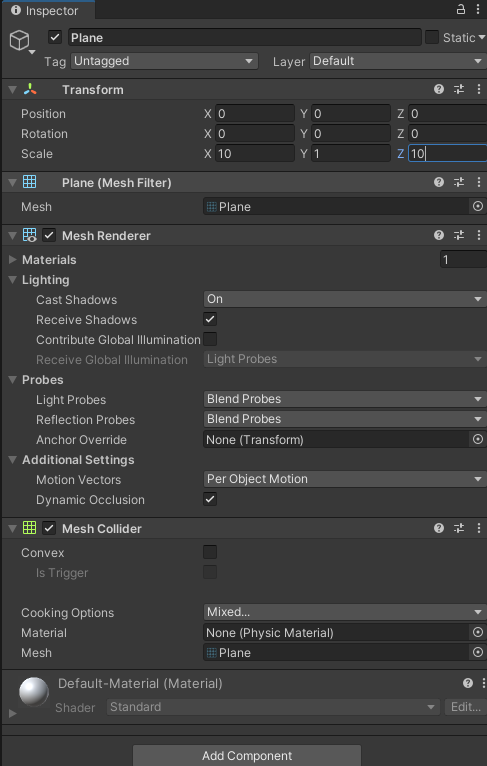 Inspector
Plane Static
Tag Untagged Layer Default
Transform
Position X 0 Y 0 Z 0
Rotation X 0 Y 0 Z 0
Scale X 10 Y 1 Z 10
Plane (Mesh Filter)
Mesh Plane
Mesh Renderer
Materials 1
Lighting
Cast Shadows On
Receive Shadows
Contribute Global Illumination
Receive Global Illumination Light Probes
Probes
Light Probes Blend Probes
Reflection Probes Blend Probes
Anchor Override None (Transform)
Additional Settings
Motion Vectors Per Object Motion
Dynamic Occlusion
Mesh Collider
Convex
Is Trigger
Cooking Options Mixed...
Material None (Physic Material)
Mesh Plane
Default-Material (Material)
Shader Standard Edit...
Add Component